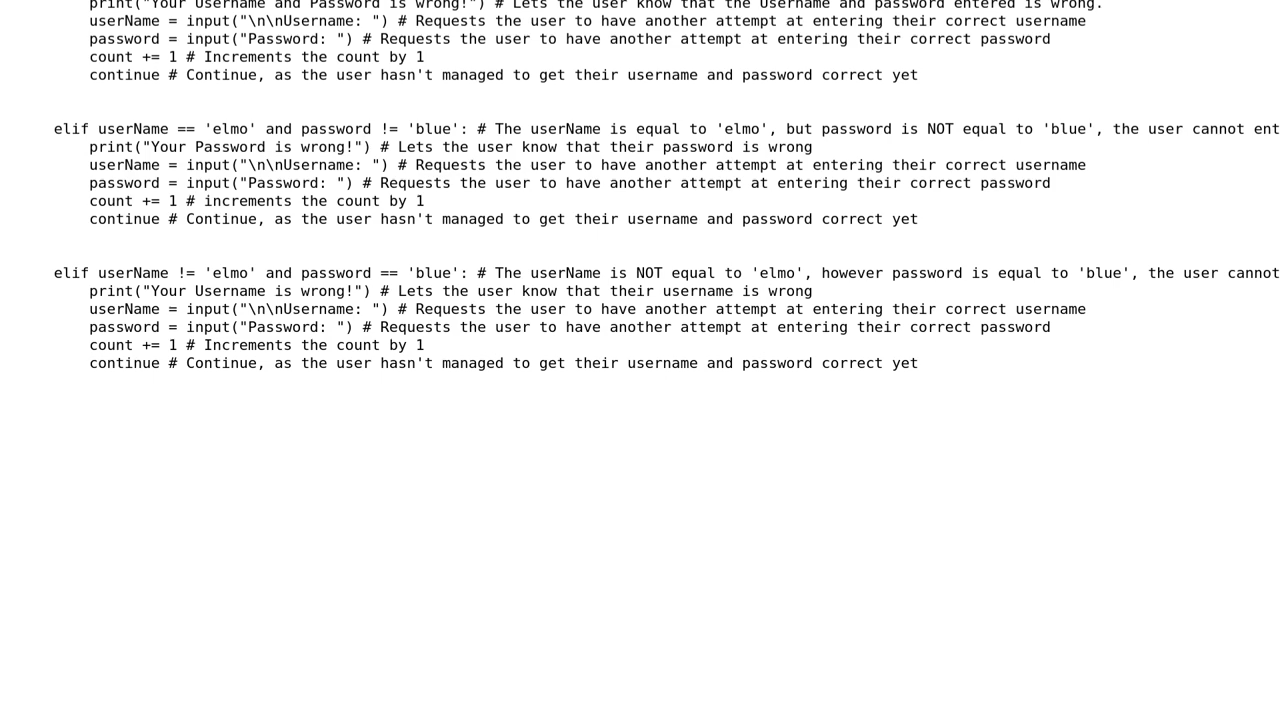 print("Your Username and Password is wrong!") # Lets the user know that the Username and password entered is wrong.
userName = input("\n\nUsername: ") # Requests the user to have another attempt at entering their correct username
password = input("Password: ") # Requests the user to have another attempt at entering their correct password
count += 1 # Increments the count by 1
continue # Continue, as the user hasn't managed to get their username and password correct yet
elif userName == 'elmo' and password != 'blue': # The userName is equal to 'elmo', but password is NOT equal to 'blue', the user cannot ent
print("Your Password is wrong!") # Lets the user know that their password is wrong
userName = input("\n\nUsername: ") # Requests the user to have another attempt at entering their correct username
password = input("Password: ") # Requests the user to have another attempt at entering their correct password
count += 1 # increments the count by 1
continue # Continue, as the user hasn't managed to get their username and password correct yet
elif userName != 'elmo' and password == 'blue': # The userName is NOT equal to 'elmo', however password is equal to 'blue', the user cannot
print("Your Username is wrong!") # Lets the user know that their username is wrong
userName = input("\n\nUsername: ") # Requests the user to have another attempt at entering their correct username
password = input("Password: ") # Requests the user to have another attempt at entering their correct password
count += 1 # Increments the count by 1
continue # Continue, as the user hasn't managed to get their username and password correct yet